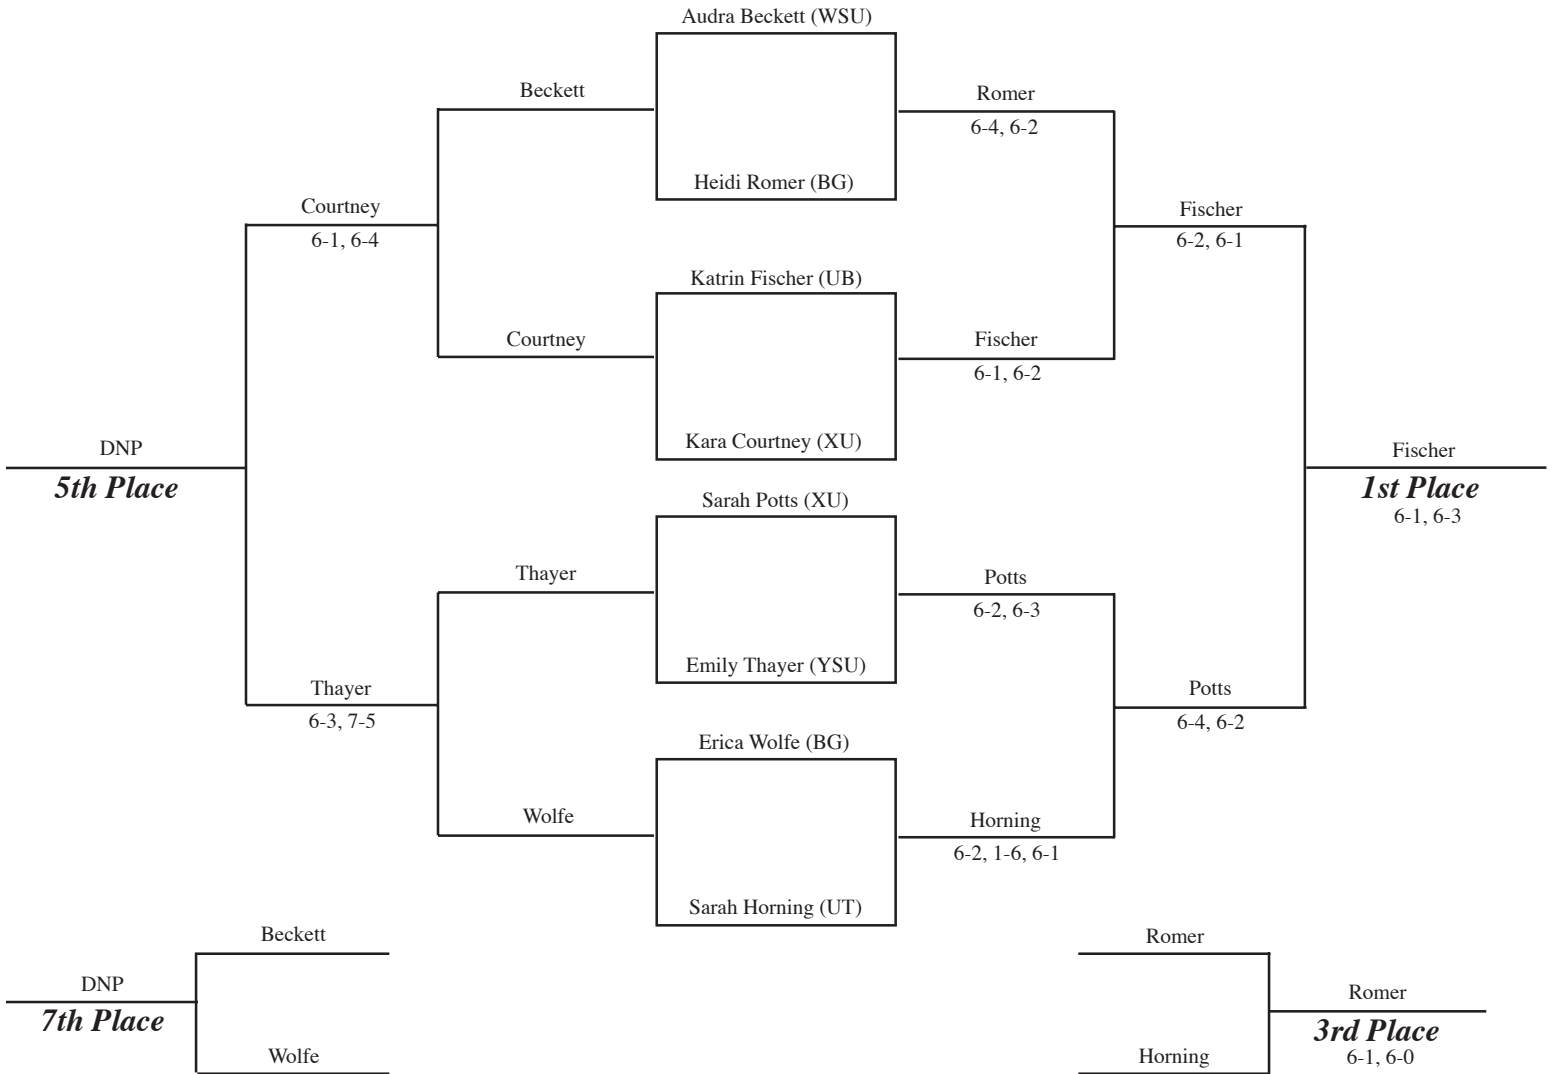 Audra Beckett (WSU)
Beckett
Romer
6-4, 6-2
Heidi Romer (BG)
Courtney
6-1, 6-4
Fischer
6-2, 6-1
Katrin Fischer (UB)
Courtney
Fischer
6-1, 6-2
Kara Courtney (XU)
DNP
5th Place
Fischer
1st Place
6-1, 6-3
Sarah Potts (XU)
Thayer
Potts
6-2, 6-3
Emily Thayer (YSU)
Thayer
6-3, 7-5
Potts
6-4, 6-2
Erica Wolfe (BG)
Wolfe
Horning
6-2, 1-6, 6-1
Sarah Horning (UT)
Beckett
DNP
7th Place
Wolfe
Romer
Romer
3rd Place
6-1, 6-0
Horning